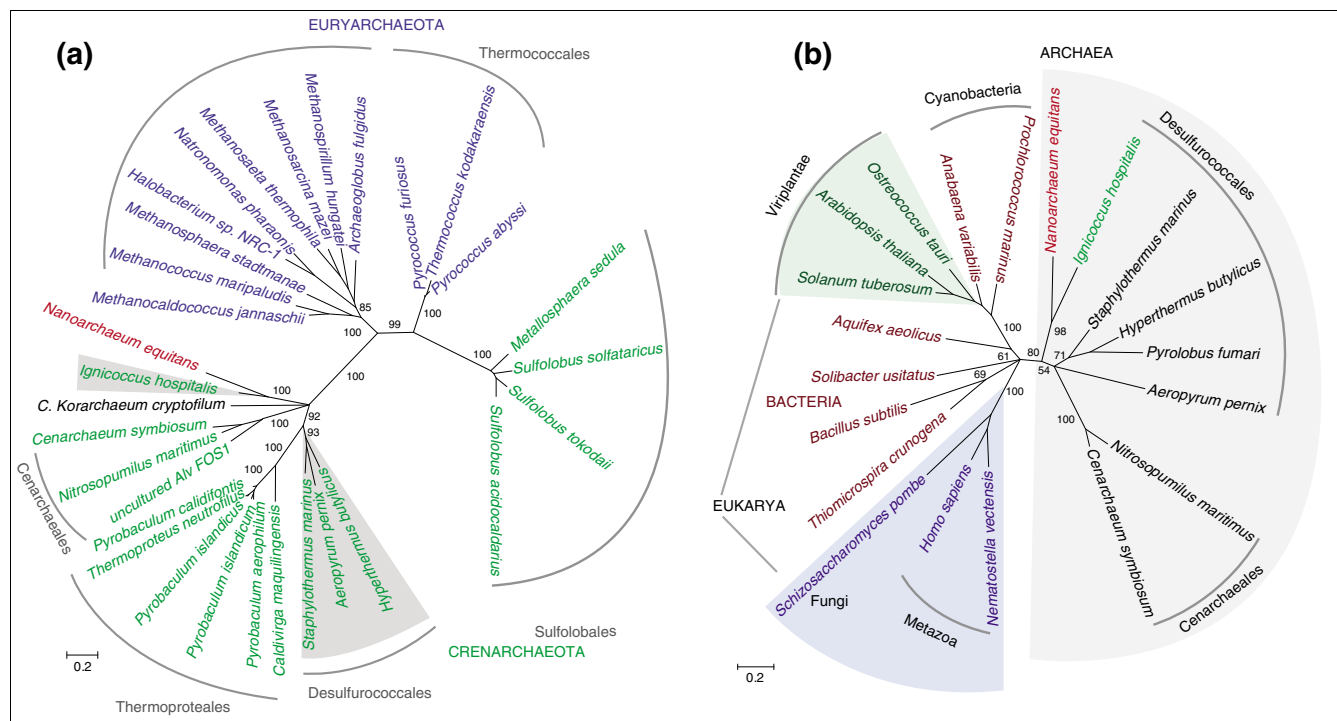 (a)
EURYARCHAEOTA
Thermococcales
Methanospirillum hungatei
Archaeoglobus fulgidus
Methanosarcina mazei
Methanosaeta thermophila
Natronomonas pharaonis
Halobacterium sp. NRC-1
Methanosphaera stadtmanae
Methanococcus maripaludis
Methanocaldococcus jannaschii
Pyrococcus furiosus
Thermococcus kodakaraensis
Pyrococcus abyssi
85
100
99
100
Nanoarchaeum equitans
Ignicoccus hospitalis
C. Korarchaeum cryptofilum
100
100
Metallosphaera sedula
Sulfolobus solfataricus
Sulfolobus tokodaii
Sulfolobus acidocaldarius
100
Cenarchaeum symbiosum
Nitrosopumilus maritimus
uncultured Alv FOS1
Cenarchaeales
100
92
93
100
100
Pyrobaculum calidifontis
Thermoproteus neutrofilus
Pyrobaculum islandicus
Pyrobaculum islandicum
Pyrobaculum aerophilum
Caldivirga maquilingensis
Staphylothermus marinus
Aeropyrum pernix
Hyperthermus butylicus
Sulfolobales
CRENARCHAEOTA
Desulfurococcales
Thermoproteales
0.2
(b)
ARCHAEA
Cyanobacteria
Viriplantae
Ostreococcus tauri
Arabidopsis thaliana
Solanum tuberosum
Anabaena variabilis
Prochlorococcus marinus
Nanoarchaeum equitans
Ignicoccus hospitalis
Desulfurococcales
Staphylothermus marinus
Hyperthermus butylicus
Pyrolobus fumari
Aeropyrum pernix
100
98
Aquifex aeolicus
61
80
71
54
Solibacter usitatus
69
BACTERIA
100
Bacillus subtilis
Thiomicrospira crunogena
100
Nitrosopumilus maritimus
Cenarchaeum symbiosum
Cenarchaeales
EUKARYA
Schizosaccharomyces pombe
Homo sapiens
Nematostella vectensis
Fungi
Metazoa
0.2